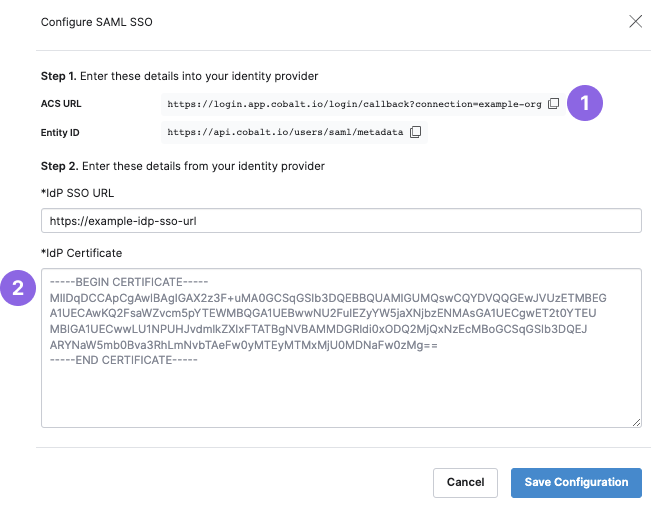 Configure SAML SSO
Step 1. Enter these details into your identity provider
ACS URL https://login.app.cobalt.io/login/callback?connection=example-org 1
Entity ID https://api.cobalt.io/users/saml/metadata
Step 2. Enter these details from your identity provider
*IdP SSO URL
https://example-idp-sso-url
*IdP Certificate
2
-----BEGIN CERTIFICATE-----
MIIDqDCCApCgAwIBAgIGAX2z3F+uMA0GCSqGSIb3DQEBBQUAMIGUMQswCQYDVQQGEwJVUzETMBEG
A1UECAwKQ2FsaWZvcm5pYTEWMBQGA1UEBwwNU2FuIEZyYW5jaXNjbzENMAsGA1UECgwET2t0YTEU
MBIGA1UECwwLU1NPUHJvdmlkZXIxFTATBgNVBAMMDGRldi0xODQ2MjQxNzEcMBoGCSqGSIb3DQEJ
ARYNaW5mb0Bva3RhLmNvbTAeFw0yMTEyMTMxMjU0MDNaFw0zMg==
-----END CERTIFICATE-----
Cancel Save Configuration